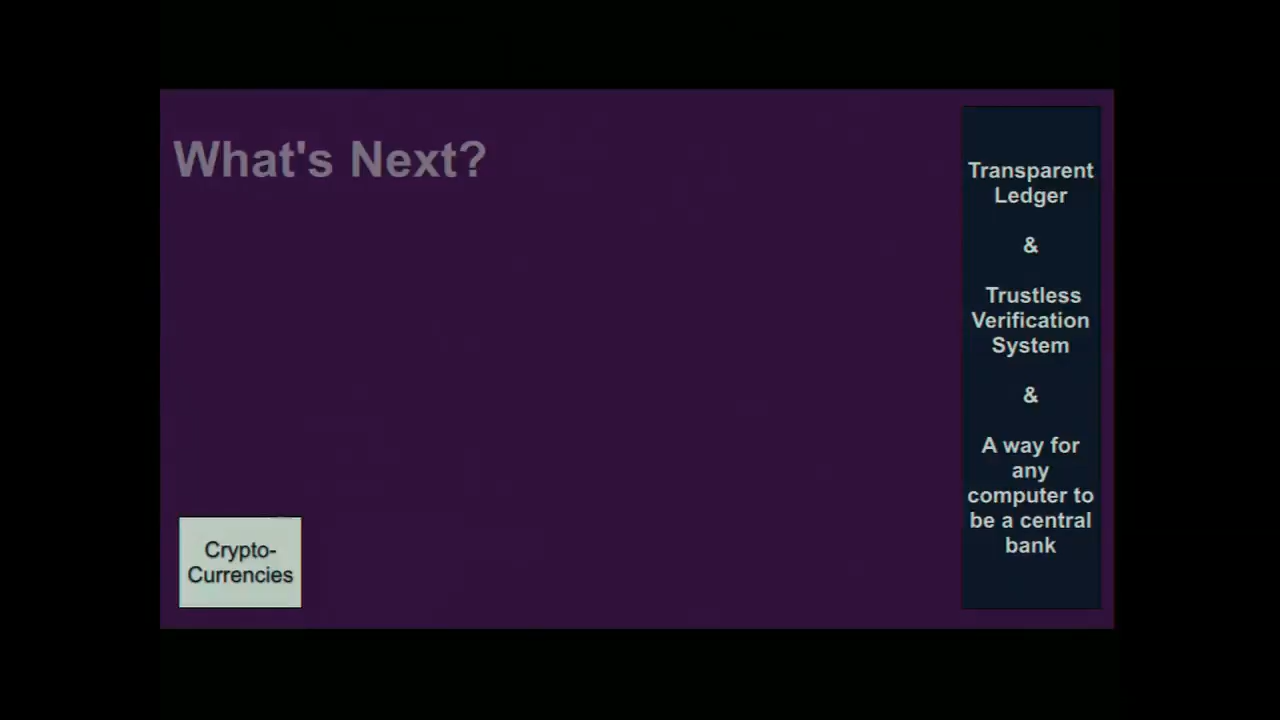 What's Next?
Transparent
Ledger
&
Trustless
Verification
System
&
A way for
any
computer to
be a central
bank
Crypto-
Currencies